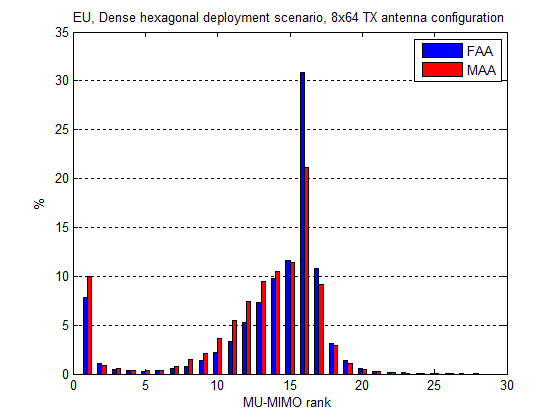 EU, Dense hexagonal deployment scenario, 8x64 TX antenna configuration
FAA
MAA
35
30
25
20
15
10
5
0
%
0 5 10 15 20 25 30
MU-MIMO rank